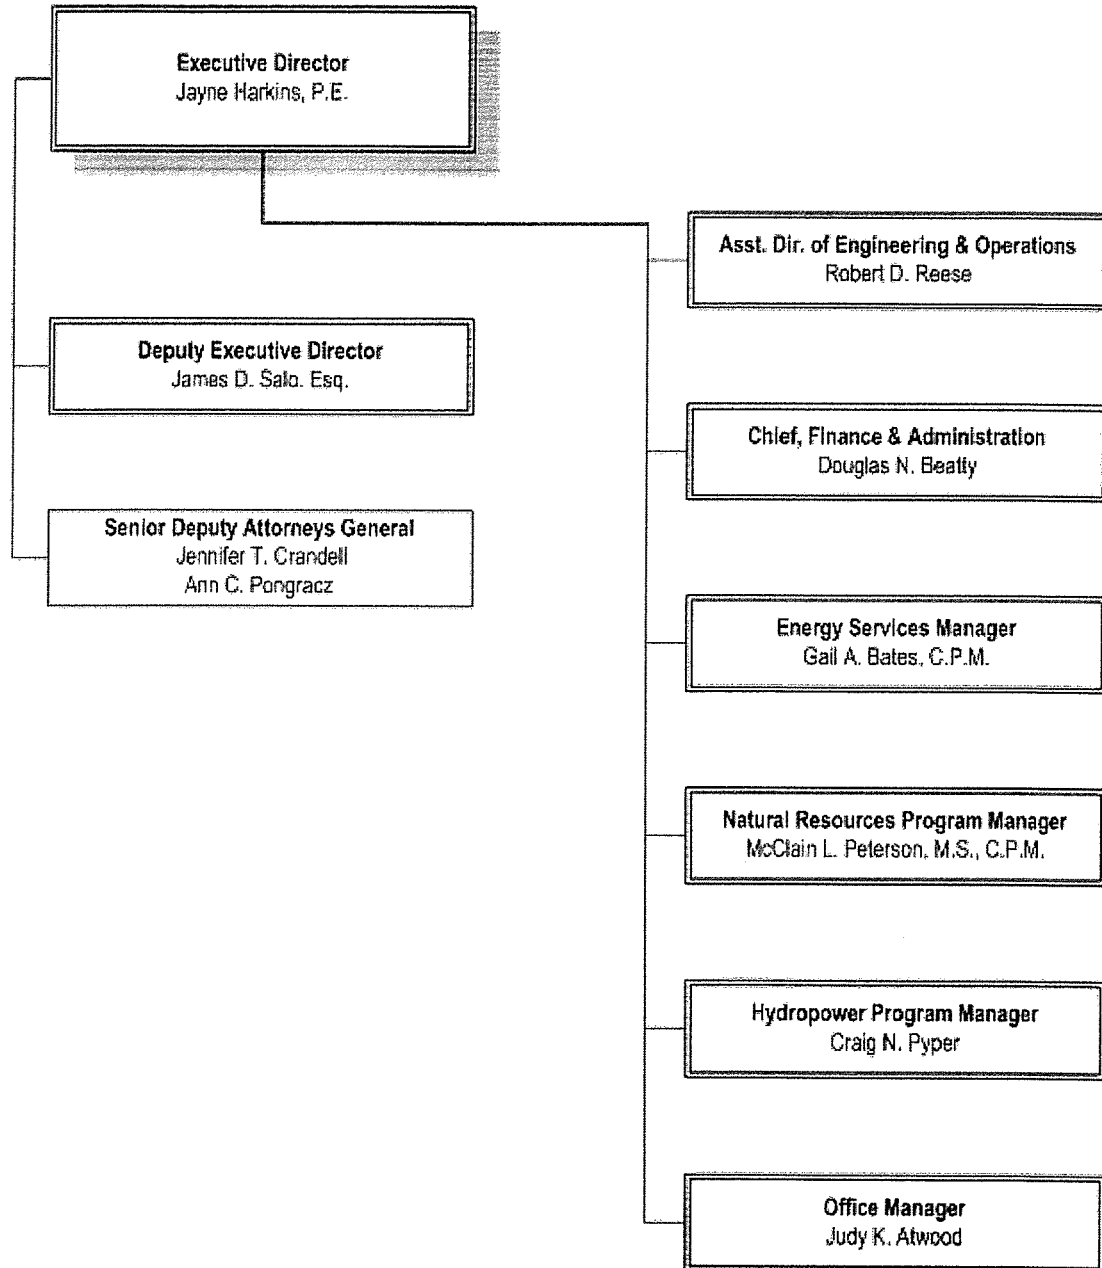 Executive Director
Jayne Harkins, P.E.
Asst. Dir. of Engineering & Operations
Robert D. Reese
Deputy Executive Director
James D. Salo, Esq.
Chief, Finance & Administration
Douglas N. Beatty
Senior Deputy Attorneys General
Jennifer T. Crandell
Ann C. Pongracz
Energy Services Manager
Gail A. Bates, C.P.M.
Natural Resources Program Manager
McClain L. Peterson, M.S., C.P.M.
Hydropower Program Manager
Craig N. Pyper
Office Manager
Judy K. Atwood